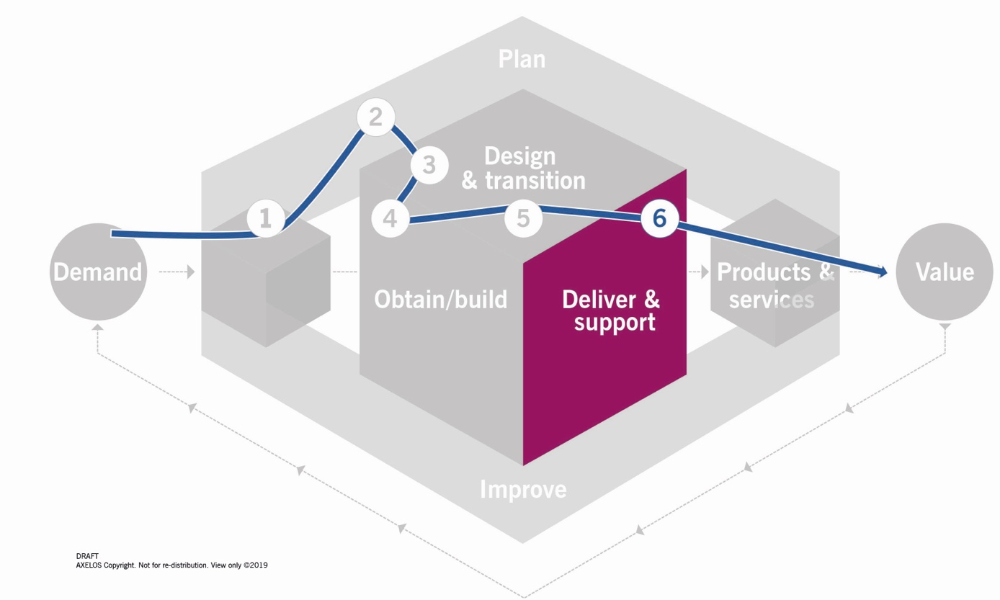 Plan
2
3
Design
& transition
1
4
5
6
Demand
Products &
services
Value
Obtain/build
Deliver &
support
Improve
DRAFT
AXELOS Copyright. Not for re-distribution. View only ©2019